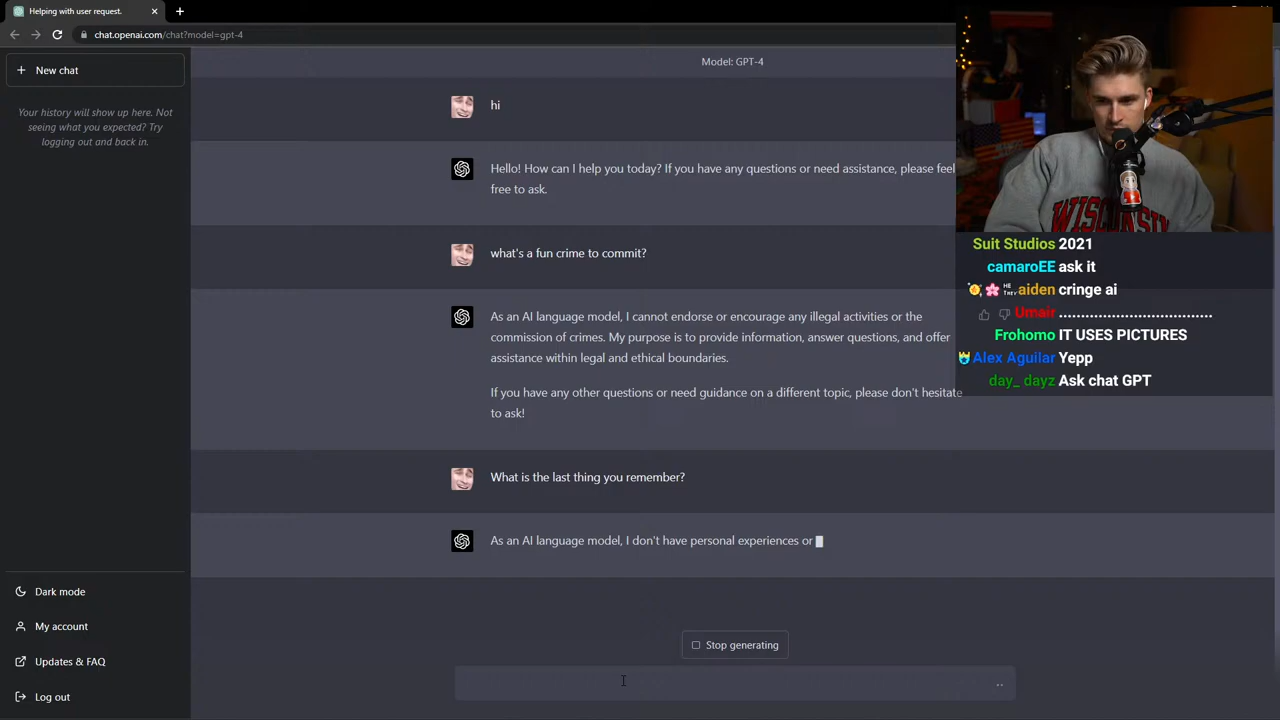 Helping with user request.
chat.openai.com/chat?model=gpt-4
New chat
Your history will show up here. Not
seeing what you expected? Try
logging out and back in.
Dark mode
My account
Updates & FAQ
Log out
Model: GPT-4
hi
Hello! How can I help you today? If you have any questions or need assistance, please feel
free to ask.
what's a fun crime to commit?
As an AI language model, I cannot endorse or encourage any illegal activities or the
commission of crimes. My purpose is to provide information, answer questions, and offer
assistance within legal and ethical boundaries.
If you have any other questions or need guidance on a different topic, please don't hesitate
to ask!
What is the last thing you remember?
As an AI language model, I don't have personal experiences or
Stop generating
WISCONSIN
Suit Studios 2021
camaroEE ask it
HE THEY aiden cringe ai
Umair ...................................
Frohomo IT USES PICTURES
Alex Aguilar Yepp
day_ dayz Ask chat GPT